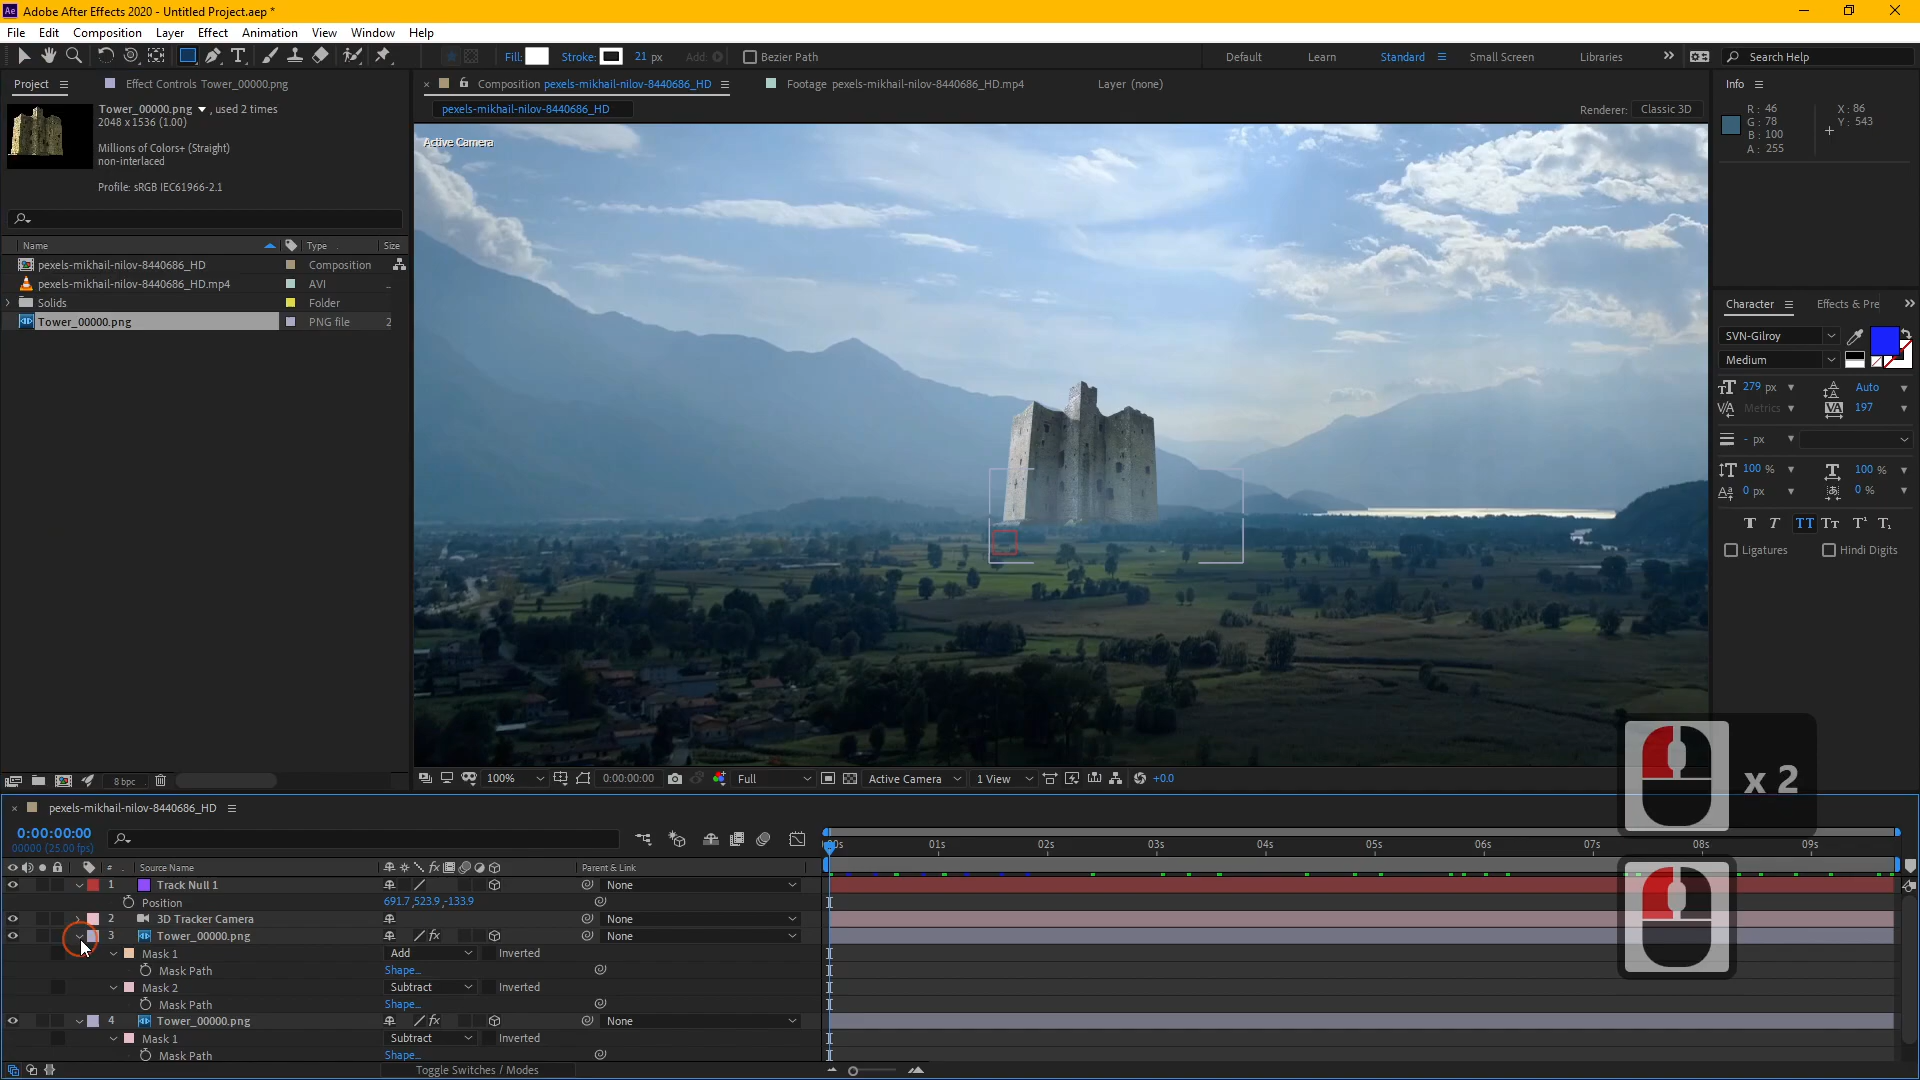 Ae Adobe After Effects 2020 - Untitled Project.aep *
File Edit Composition Layer Effect Animation View Window Help
Fill: Stroke: 21 px Add: Bezier Path Default Learn Standard Small Screen Libraries Search Help
Project Effect Controls Tower_00000.png
Tower_00000.png , used 2 times
2048 x 1536 (1.00)
Millions of Colors+ (Straight)
non-interlaced
Profile: sRGB IEC61966-2.1
Name Type Size
pexels-mikhail-nilov-8440686_HD Composition
pexels-mikhail-nilov-8440686_HD.mp4 AVI
Solids Folder
Tower_00000.png PNG file 2
8 bpc
Composition pexels-mikhail-nilov-8440686_HD Footage pexels-mikhail-nilov-8440686_HD.mp4 Layer (none)
pexels-mikhail-nilov-8440686_HD Renderer: Classic 3D
Active Camera
100% 0:00:00:00 Full Active Camera 1 View +0.0
Info
R: 46 X: 86
G: 78 Y: 543
B: 100
A: 255
Character Effects & Pre
SVN-Gilroy
Medium
279 px Auto
Metrics 197
- px
100 % 100 %
0 px 0 %
Ligatures Hindi Digits
x 2
pexels-mikhail-nilov-8440686_HD
0:00:00:00
00000 (25.00 fps)
00s 01s 02s 03s 04s 05s 06s 07s 08s 09s
# Source Name Parent & Link
1 Track Null 1 None
Position 691.7,523.9,-133.9
2 3D Tracker Camera None
3 Tower_00000.png None
Mask 1 Add Inverted
Mask Path Shape...
Mask 2 Subtract Inverted
Mask Path Shape...
4 Tower_00000.png None
Mask 1 Subtract Inverted
Mask Path Shape...
Toggle Switches / Modes